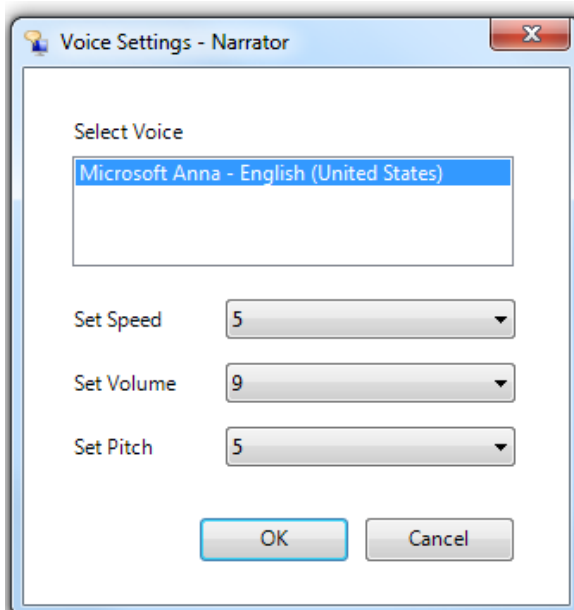 Voice Settings - Narrator
Select Voice
Microsoft Anna - English (United States)
Set Speed 5
Set Volume 9
Set Pitch 5
OK Cancel